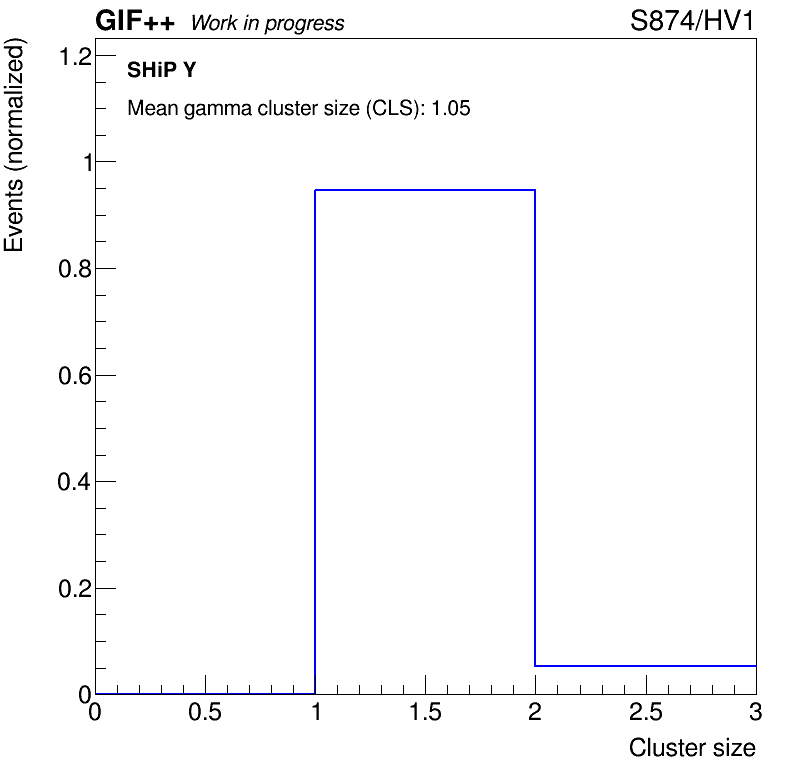 GIF++ Work in progress S874/HV1
Events (normalized)
SHiP Y
Mean gamma cluster size (CLS): 1.05
1.2
1
0.8
0.6
0.4
0.2
0
0 0.5 1 1.5 2 2.5 3
Cluster size